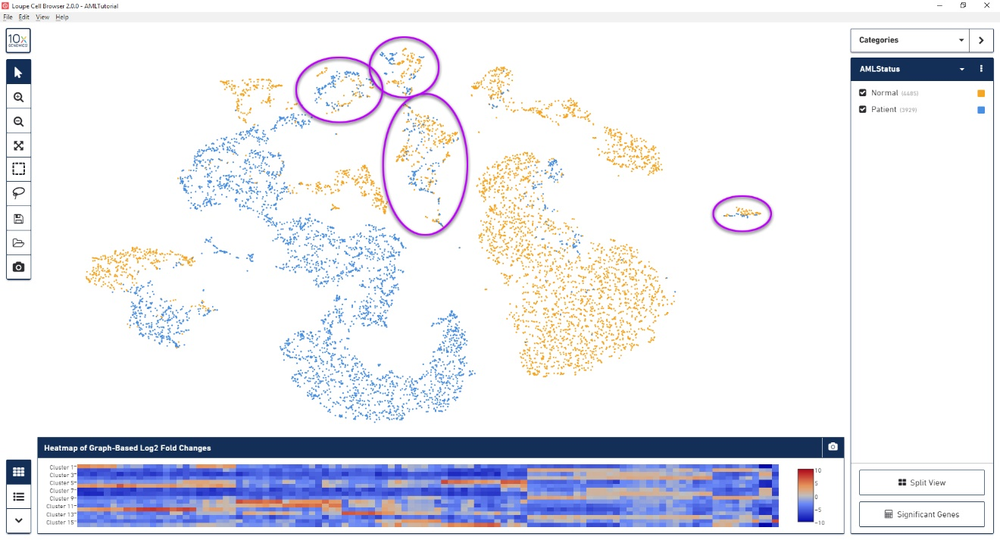 Loupe Cell Browser 2.0.0 - AMLTutorial
File Edit View Help
10x
GENOMICS
Categories
AMLStatus
Normal (4485)
Patient (3929)
Heatmap of Graph-Based Log2 Fold Changes
Cluster 1
Cluster 3
Cluster 5
Cluster 7
Cluster 9
Cluster 11
Cluster 13
Cluster 15
10
5
0
−5
−10
Split View
Significant Genes